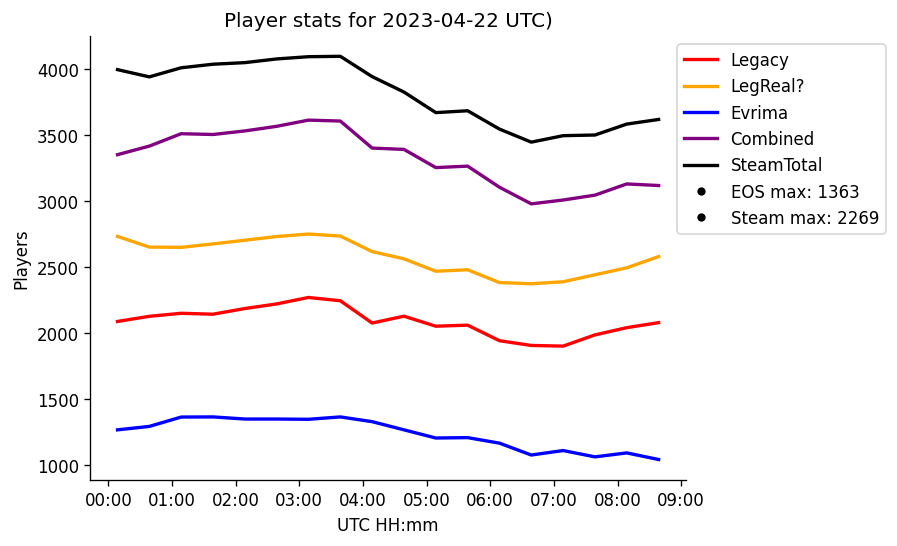 Player stats for 2023-04-22 UTC)
Legacy
LegReal?
Evrima
Combined
SteamTotal
EOS max: 1363
Steam max: 2269
Players
4000
3500
3000
2500
2000
1500
1000
00:00 01:00 02:00 03:00 04:00 05:00 06:00 07:00 08:00 09:00
UTC HH:mm